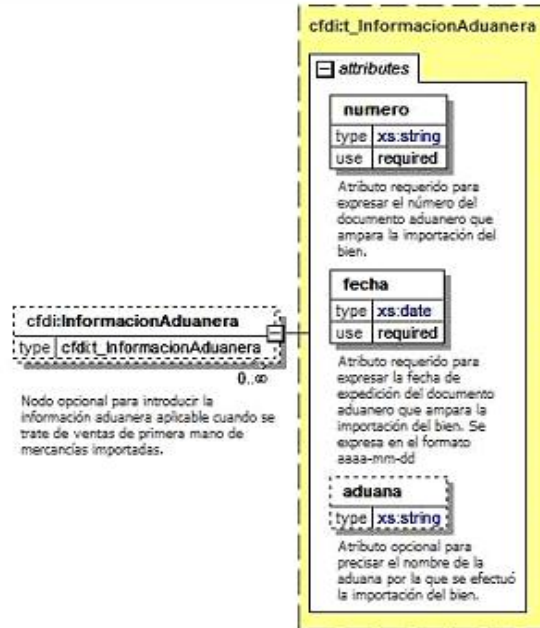 cfdi:t_InformacionAduanera
attributes
numero
type xs:string
use required
Atributo requerido para
expresar el número del
documento aduanero que
ampara la importación del
bien.
fecha
type xs:date
use required
Atributo requerido para
expresar la fecha de
expedición del documento
aduanero que ampara la
importación del bien. Se
expresa en el formato
aaaa-mm-dd
aduana
type xs:string
Atributo opcional para
precisar el nombre de la
aduana por la que se efectuó
la importación del bien.
cfdi:InformacionAduanera
type cfdi:t_InformacionAduanera
0..∞
Nodo opcional para introducir la
información aduanera aplicable cuando se
trate de ventas de primera mano de
mercancías importadas.